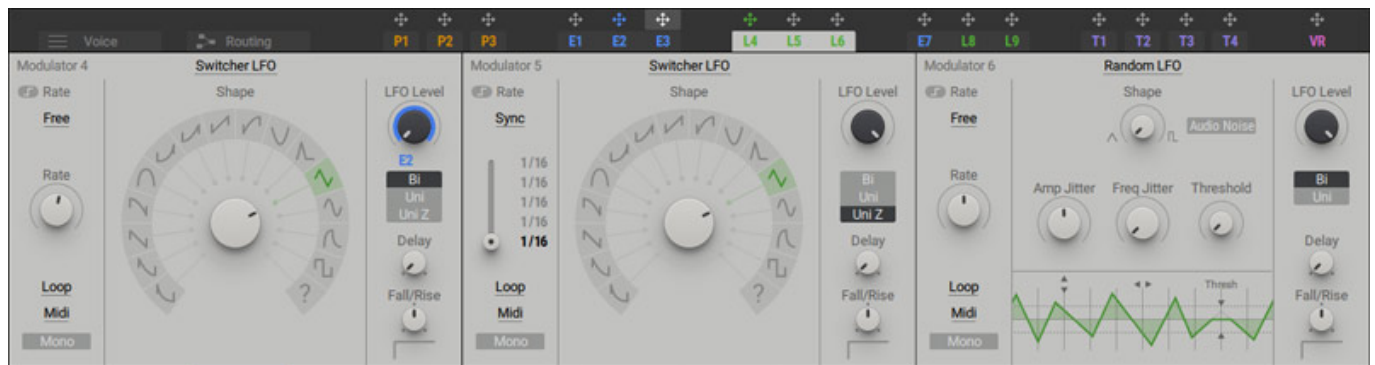 Voice Routing P1 P2 P3 E1 E2 E3 L4 L5 L6 E7 L8 L9 T1 T2 T3 T4 VR
Modulator 4 Switcher LFO
Rate Shape LFO Level
Free
E2
Rate Bi
Uni
Uni Z
Delay
Loop Fall/Rise
Midi
Mono
?
Modulator 5 Switcher LFO
Rate Shape LFO Level
Sync
1/16
1/16
1/16
1/16
1/16
Bi
Uni
Uni Z
Delay
Loop Fall/Rise
Midi
Mono
?
Modulator 6 Random LFO
Rate Shape LFO Level
Free
Audio Noise
Rate Amp Jitter Freq Jitter Threshold
Bi
Uni
Delay
Loop Thresh Fall/Rise
Midi
Mono